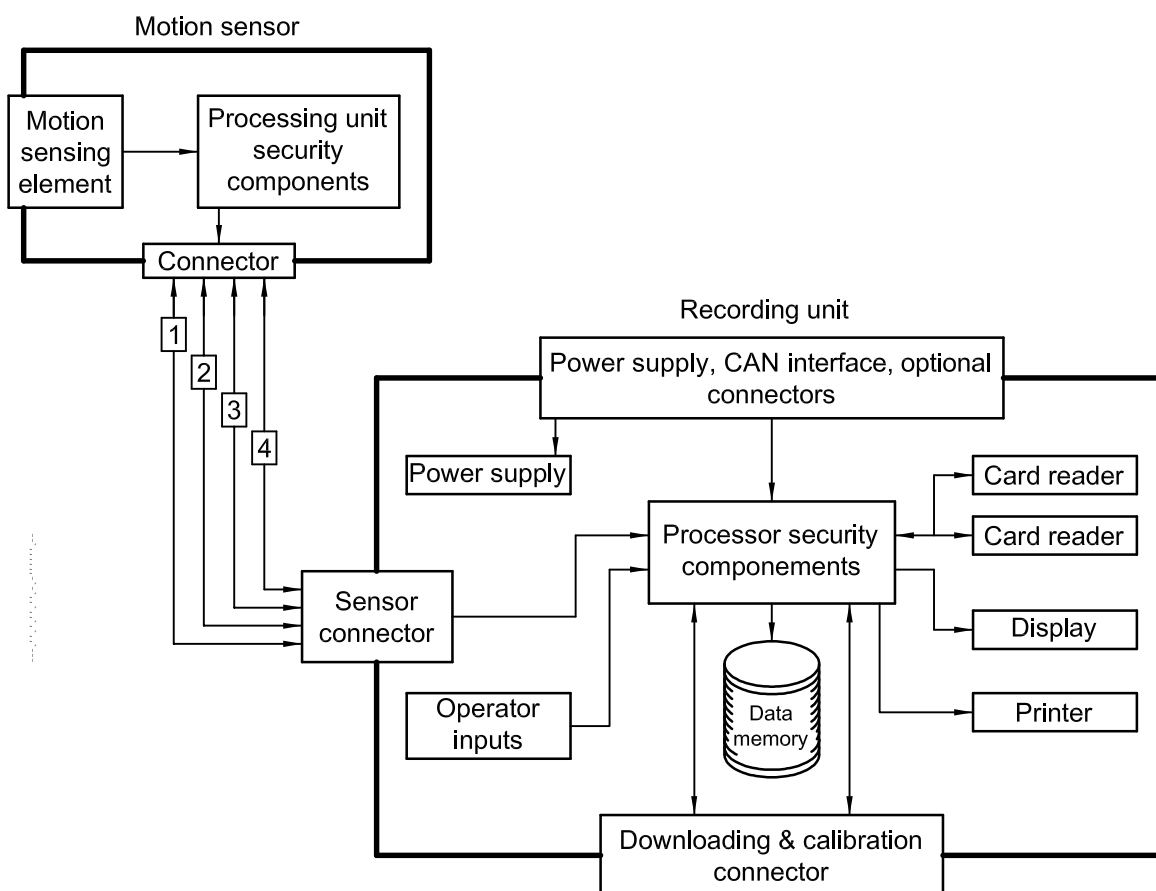 Motion sensor
Motion
sensing
element
Processing unit
security
components
Connector
1
2
3
4
Recording unit
Power supply, CAN interface, optional
connectors
Power supply
Card reader
Card reader
Processor security
componements
Sensor
connector
Display
Operator
inputs
Data
memory
Printer
Downloading & calibration
connector